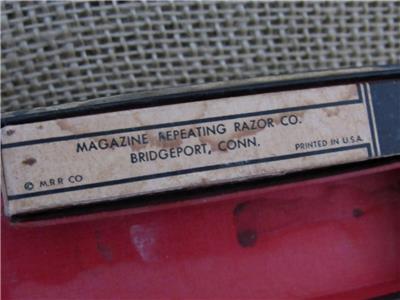 MAGAZINE REPEATING RAZOR CO.
BRIDGEPORT, CONN.
© M.R.R CO
PRINTED IN U.S.A.